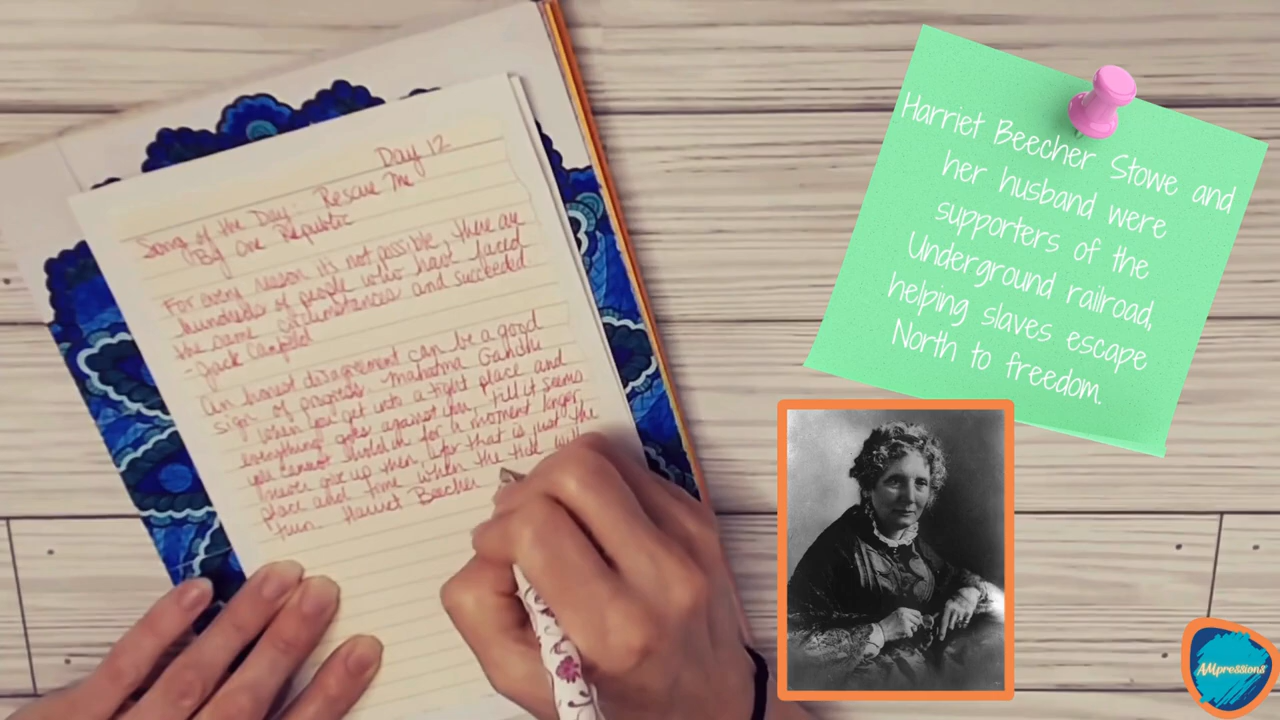 Day 12
Song of the Day: Rescue Me
By One Republic
For every reason it's not possible, there are
hundreds of people who have faced
the same circumstances and succeeded
- Jack Canfield
An honest disagreement can be a good
sign of progress -Mahatma Gandhi
When you get into a tight place and
everything goes against you, till it seems
you cannot hold on for a moment longer,
never give up then, for that is just the
place and time when the tide will
turn. Harriet Beecher
Harriet Beecher Stowe and
her husband were
supporters of the
Underground railroad,
helping slaves escape
North to freedom.
AMpressions